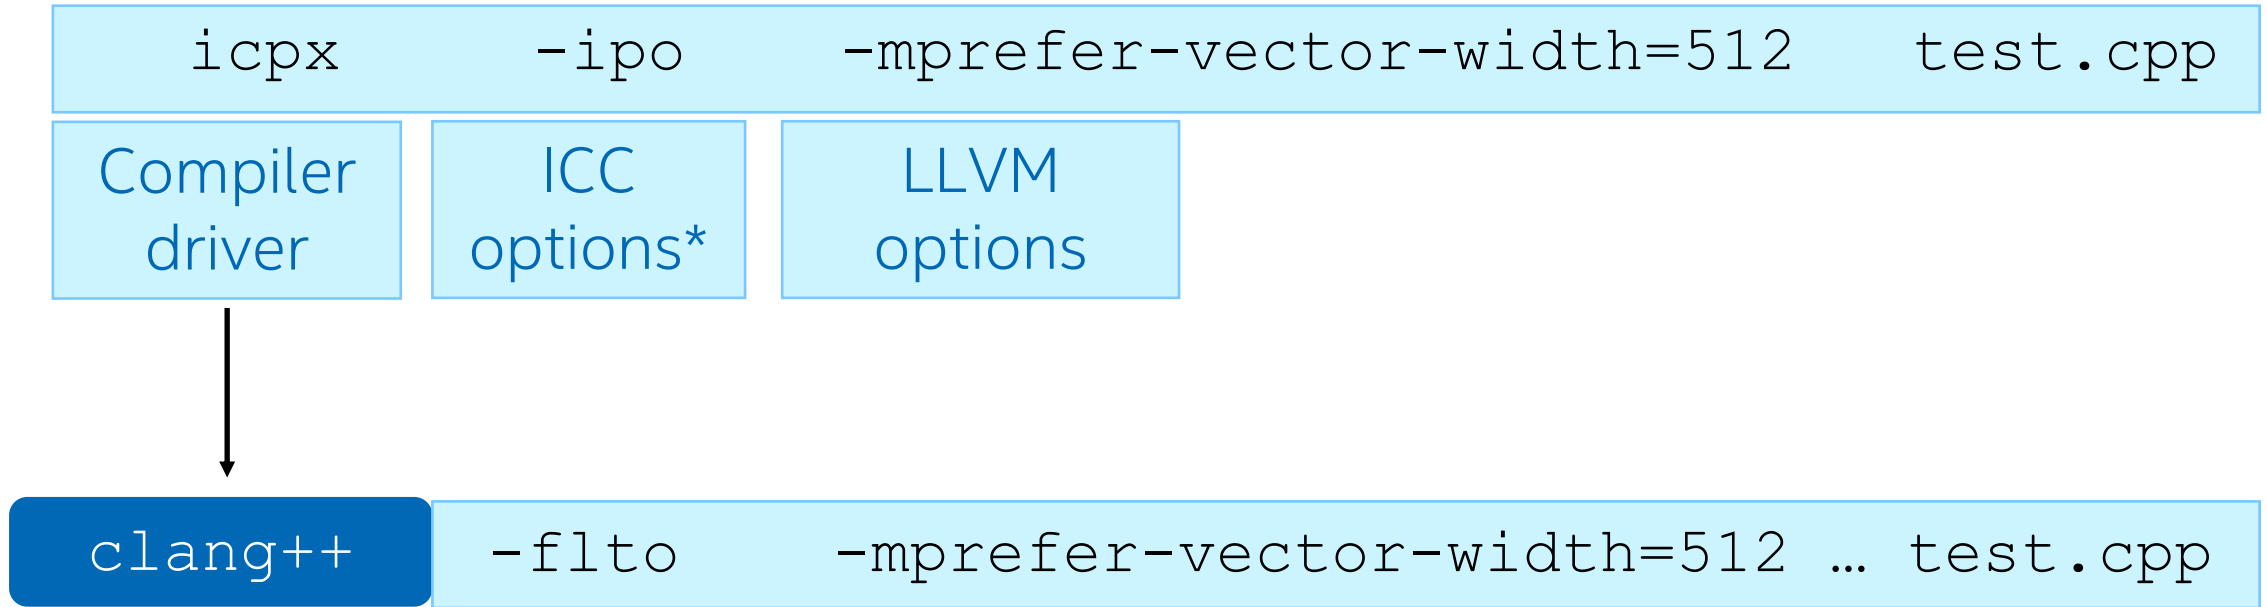 icpx -ipo -mprefer-vector-width=512 test.cpp
Compiler
driver
ICC
options*
LLVM
options
clang++ -flto -mprefer-vector-width=512 … test.cpp